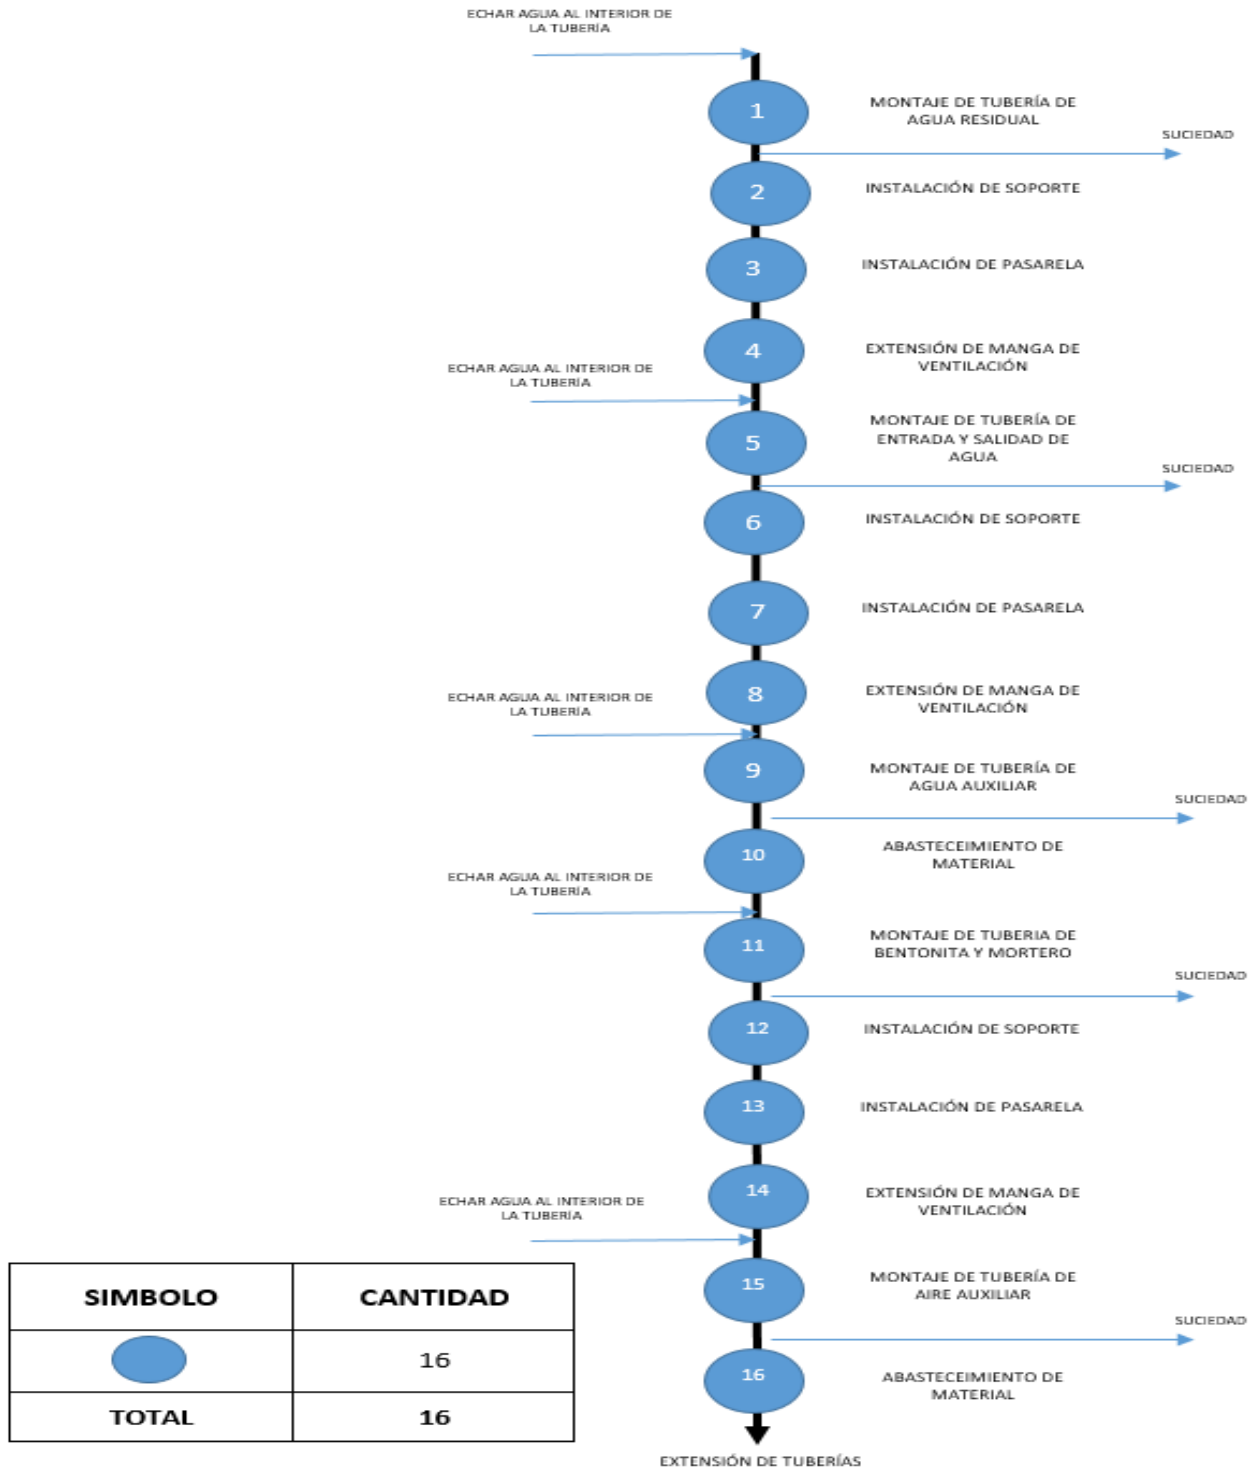 ECHAR AGUA AL INTERIOR DE
LA TUBERÍA
1
MONTAJE DE TUBERÍA DE
AGUA RESIDUAL
SUCIEDAD
2
INSTALACIÓN DE SOPORTE
3
INSTALACIÓN DE PASARELA
4
EXTENSIÓN DE MANGA DE
VENTILACIÓN
ECHAR AGUA AL INTERIOR DE
LA TUBERÍA
5
MONTAJE DE TUBERÍA DE
ENTRADA Y SALIDAD DE
AGUA
SUCIEDAD
6
INSTALACIÓN DE SOPORTE
7
INSTALACIÓN DE PASARELA
8
EXTENSIÓN DE MANGA DE
VENTILACIÓN
ECHAR AGUA AL INTERIOR DE
LA TUBERÍA
9
MONTAJE DE TUBERÍA DE
AGUA AUXILIAR
SUCIEDAD
10
ABASTECEIMIENTO DE
MATERIAL
ECHAR AGUA AL INTERIOR DE
LA TUBERÍA
11
MONTAJE DE TUBERIA DE
BENTONITA Y MORTERO
SUCIEDAD
12
INSTALACIÓN DE SOPORTE
13
INSTALACIÓN DE PASARELA
14
EXTENSIÓN DE MANGA DE
VENTILACIÓN
ECHAR AGUA AL INTERIOR DE
LA TUBERÍA
15
MONTAJE DE TUBERÍA DE
AIRE AUXILIAR
SUCIEDAD
16
ABASTECEIMIENTO DE
MATERIAL
EXTENSIÓN DE TUBERÍAS
SIMBOLO CANTIDAD
16
TOTAL 16